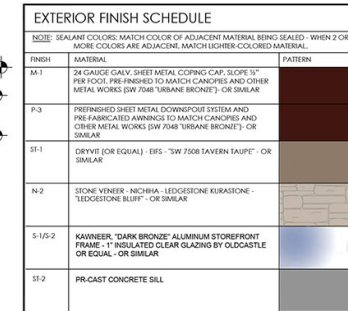 EXTERIOR FINISH SCHEDULE
NOTE: SEALANT COLORS: MATCH COLOR OF ADJACENT MATERIAL BEING SEALED - WHEN 2 OR
MORE COLORS ARE ADJACENT, MATCH LIGHTER-COLORED MATERIAL.
FINISH MATERIAL PATTERN
M-1 24 GAUGE GALV. SHEET METAL COPING CAP, SLOPE ½"
PER FOOT. PRE-FINISHED TO MATCH CANOPIES AND OTHER
METAL WORKS (SW 7048 "URBANE BRONZE") - OR SIMILAR
P-3 PREFINISHED SHEET METAL DOWNSPOUT SYSTEM AND
PRE-FABRICATED AWNINGS TO MATCH CANOPIES AND
OTHER METAL WORKS (SW 7048 "URBANE BRONZE")- OR
SIMILAR
ST-1 DRYVIT (OR EQUAL) - EIFS - "SW 7508 TAVERN TAUPE" - OR
SIMILAR
N-2 STONE VENEER - NICHIHA - LEDGESTONE KURASTONE -
"LEDGESTONE BLUFF" - OR SIMILAR
S-1/S-2 KAWNEER, "DARK BRONZE" ALUMINUM STOREFRONT
FRAME - 1" INSULATED CLEAR GLAZING BY OLDCASTLE
OR EQUAL - OR SIMILAR
ST-2 PR-CAST CONCRETE SILL